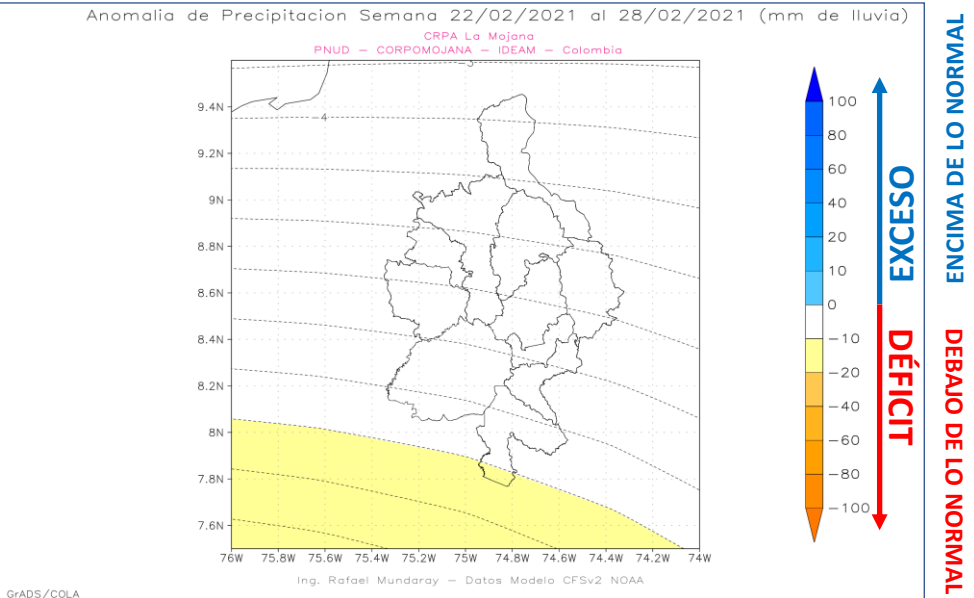 Anomalia de Precipitacion Semana 22/02/2021 al 28/02/2021 (mm de lluvia)
CRPA La Mojana
PNUD – CORPOMOJANA – IDEAM – Colombia
9.4N
9.2N
9N
8.8N
8.6N
8.4N
8.2N
8N
7.8N
7.6N
76W
75.8W
75.6W
75.4W
75.2W
75W
74.8W
74.6W
74.4W
74.2W
74W
-3
-4
100
80
60
40
20
10
0
-10
-20
-40
-60
-80
-100
EXCESO
DÉFICIT
ENCIMA DE LO NORMAL
DEBAJO DE LO NORMAL
Ing. Rafael Mundaray – Datos Modelo CFSv2 NOAA
GrADS/COLA